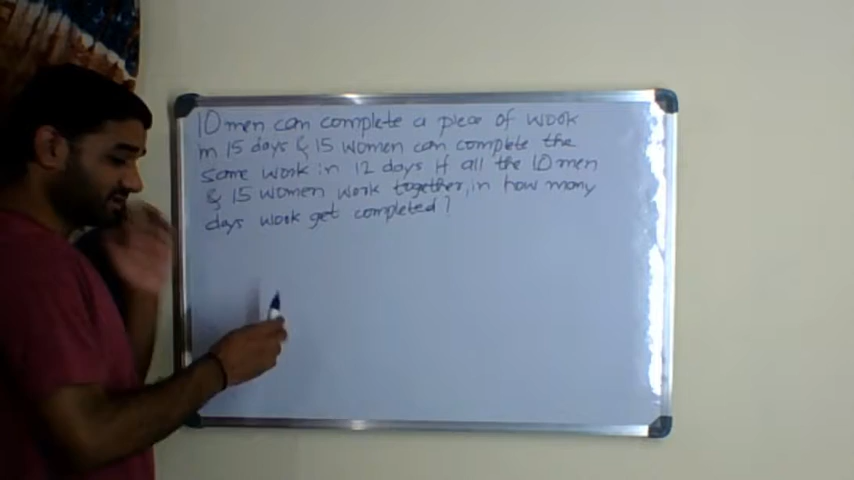 10 men can complete a piece of work
in 15 days & 15 women can complete the
same work in 12 days if all the 10 men
& 15 women work together, in how many
days work get completed?